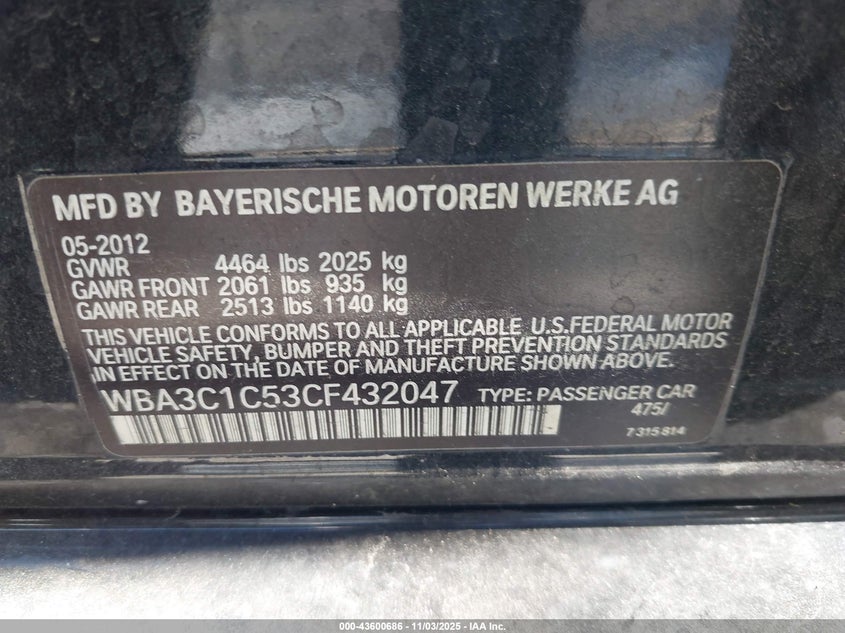 MFD BY BAYERISCHE MOTOREN WERKE AG
05-2012
GVWR 4464 lbs 2025 kg
GAWR FRONT 2061 lbs 935 kg
GAWR REAR 2513 lbs 1140 kg
THIS VEHICLE CONFORMS TO ALL APPLICABLE U.S.FEDERAL MOTOR
VEHICLE SAFETY, BUMPER AND THEFT PREVENTION STANDARDS
IN EFFECT ON THE DATE OF MANUFACTURE SHOWN ABOVE.
WBA3C1C53CF432047 TYPE: PASSENGER CAR
475/
7 315 814
000-43600686 - 11/03/2025 - IAA Inc.